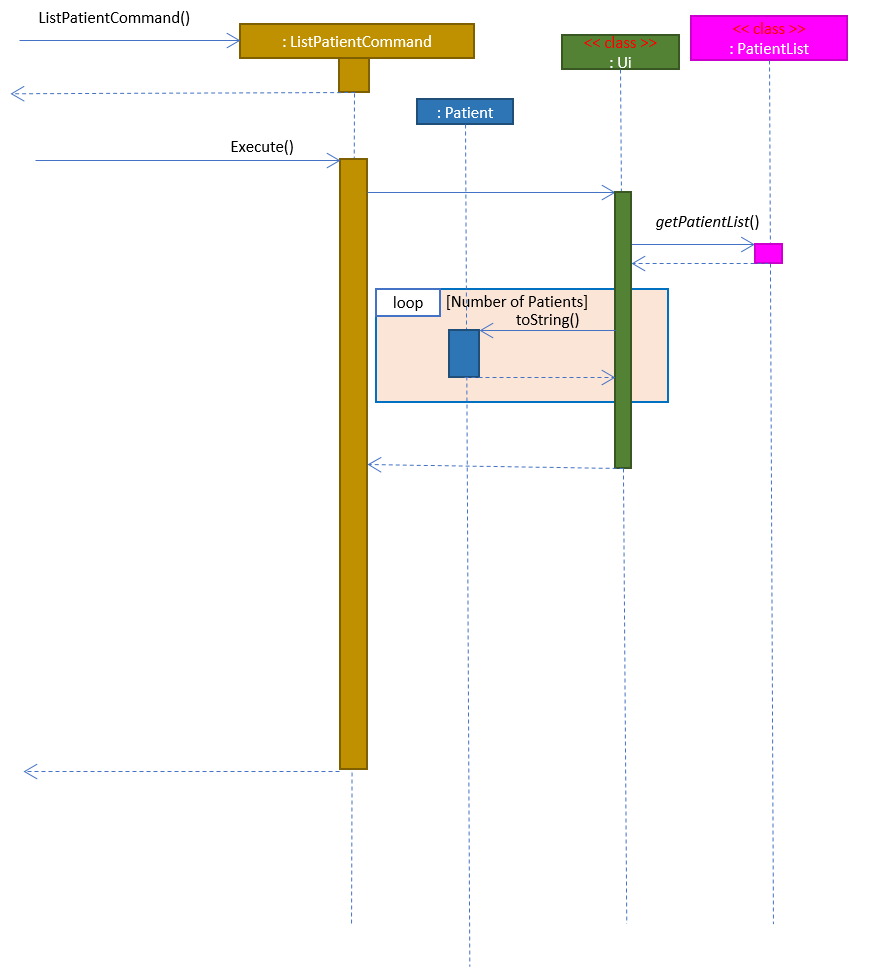 ListPatientCommand()
: ListPatientCommand
<< class >>
: Ui
<< class >>
: PatientList
: Patient
Execute()
getPatientList()
loop
[Number of Patients]
toString()